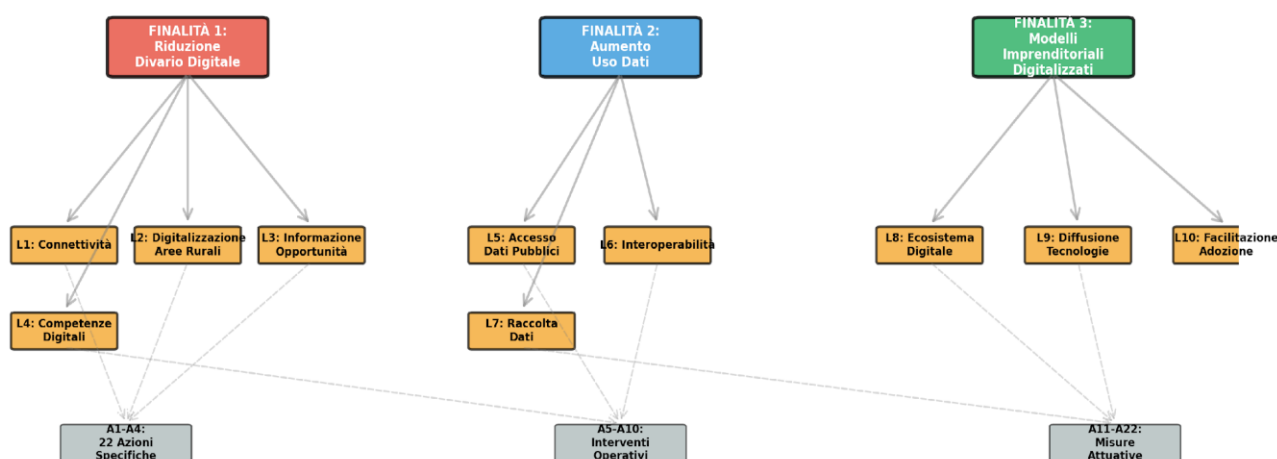 FINALITÀ 1:
Riduzione
Divario Digitale
FINALITÀ 2:
Aumento
Uso Dati
FINALITÀ 3:
Modelli
Imprenditoriali
Digitalizzati
L1: Connettività
L2: Digitalizzazione
Aree Rurali
L3: Informazione
Opportunità
L5: Accesso
Dati Pubblici
L6: Interoperabilità
L8: Ecosistema
Digitale
L9: Diffusione
Tecnologie
L10: Facilitazione
Adozione
L4: Competenze
Digitali
L7: Raccolta
Dati
A1-A4:
22 Azioni
Specifiche
A5-A10:
Interventi
Operativi
A11-A22:
Misure
Attuative